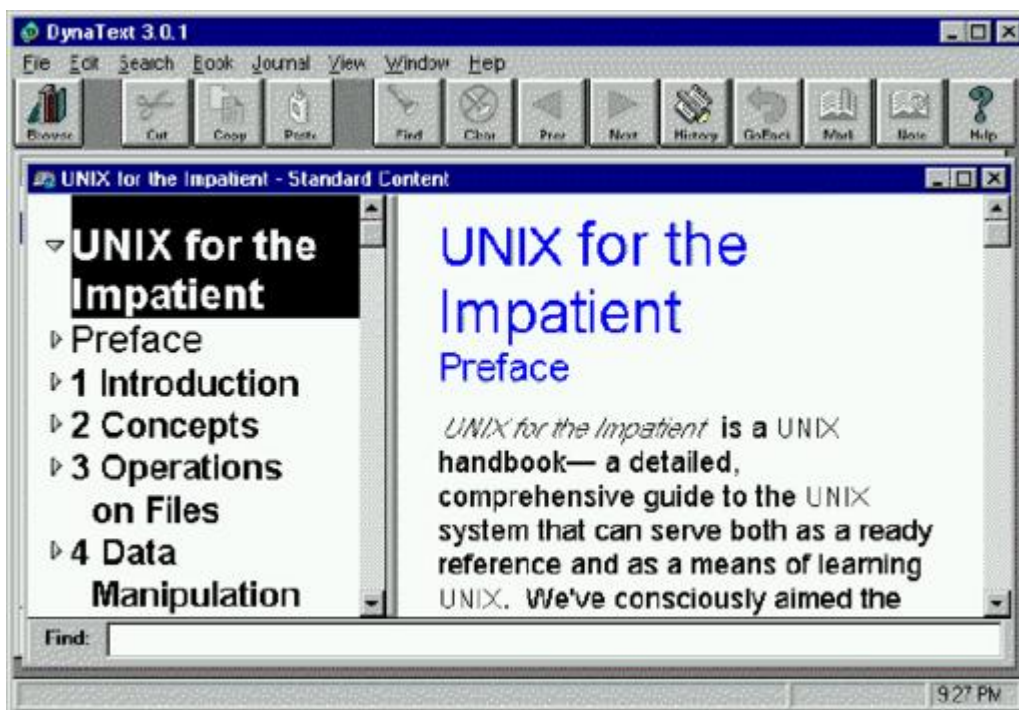 DynaText 3.0.1
File Edit Search Book Journal View Window Help
Browse Cut Copy Paste Find Clear Prev Next History GoBack Mark Note Help
UNIX for the Impatient - Standard Content
UNIX for the
Impatient
Preface
1 Introduction
2 Concepts
3 Operations
on Files
4 Data
Manipulation
UNIX for the
Impatient
Preface
UNIX for the Impatient is a UNIX
handbook— a detailed,
comprehensive guide to the UNIX
system that can serve both as a ready
reference and as a means of learning
UNIX. We've consciously aimed the
Find:
9:27 PM